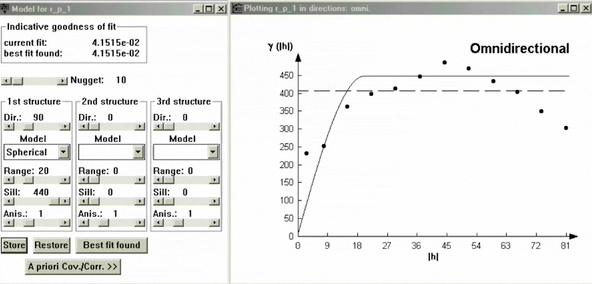 Model for r_p_1
Indicative goodness of fit
current fit: 4.1515e-02
best fit found: 4.1515e-02
Nugget: 10
1st structure 2nd structure 3rd structure
Dir.: 90 Dir.: 0 Dir.: 0
Model Model Model
Spherical
Range: 20 Range: 0 Range: 0
Sill: 440 Sill: 0 Sill: 0
Anis.: 1 Anis.: 1 Anis.: 1
Store Restore Best fit found
A priori Cov./Corr. >>
Plotting r_p_1 in directions: omni.
γ (|h|)
Omnidirectional
450
400
350
300
250
200
150
100
50
0
0 9 18 27 36 45 54 63 72 81
|h|